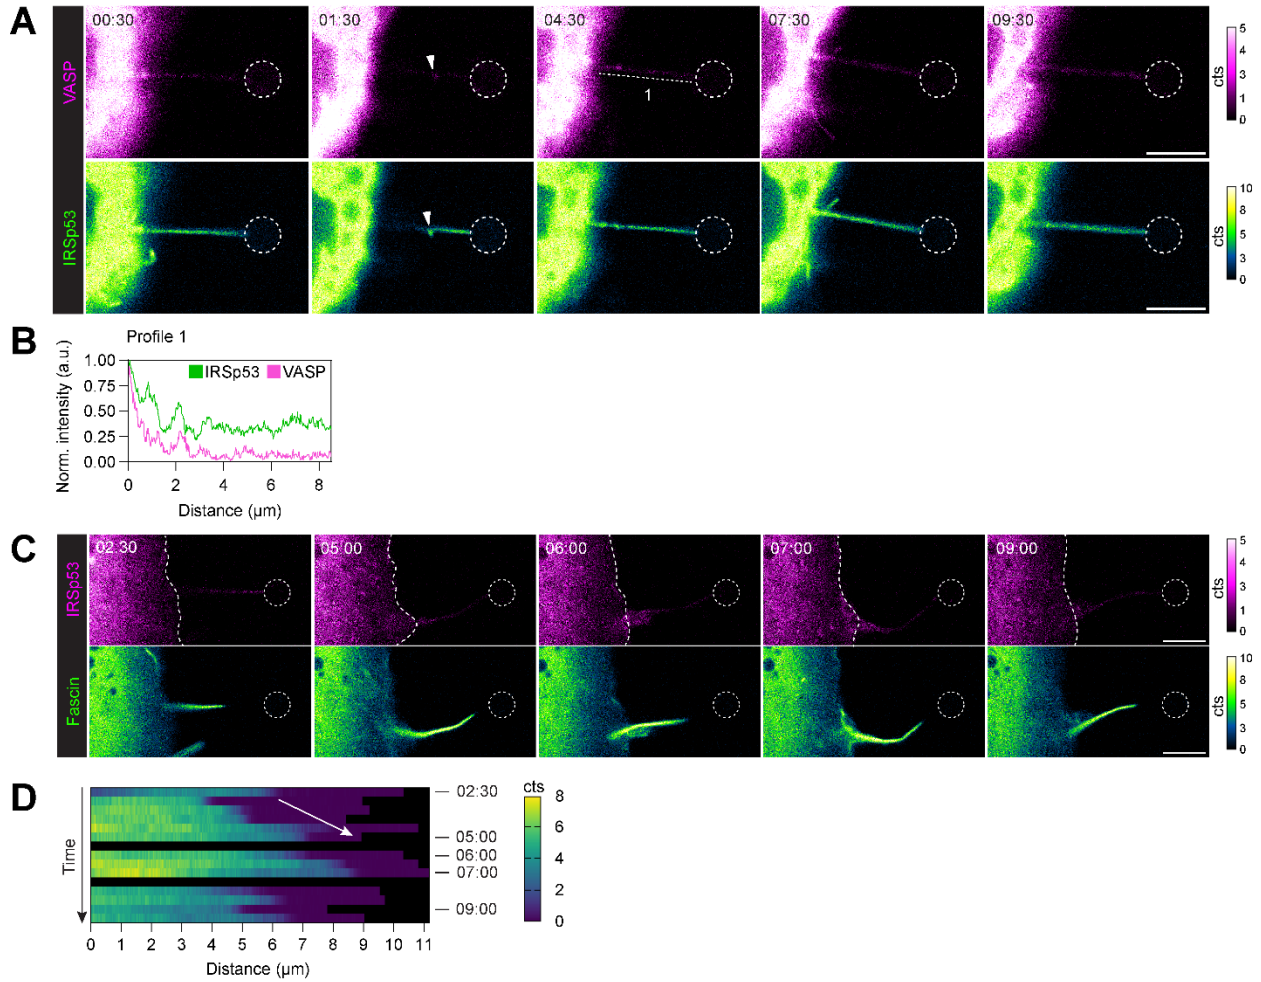 A
VASP
00:30
01:30
04:30
07:30
09:30
1
5
4
3
1
0
cts
IRSp53
10
8
5
3
0
cts
B
Profile 1
Norm. intensity (a.u.)
1.00
0.75
0.50
0.25
0.00
IRSp53 VASP
0 2 4 6 8
Distance (µm)
C
IRSp53
02:30
05:00
06:00
07:00
09:00
5
4
3
1
0
cts
Fascin
10
8
5
3
0
cts
D
Time
02:30
05:00
06:00
07:00
09:00
cts
8
6
4
2
0
0 1 2 3 4 5 6 7 8 9 10 11
Distance (µm)